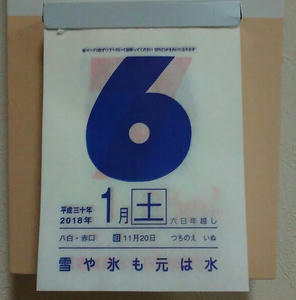 6
平成三十年
2018年
1月 土 六日年越し
八白・赤口 旧11月20日 つちのえ いぬ
雪や氷も元は水